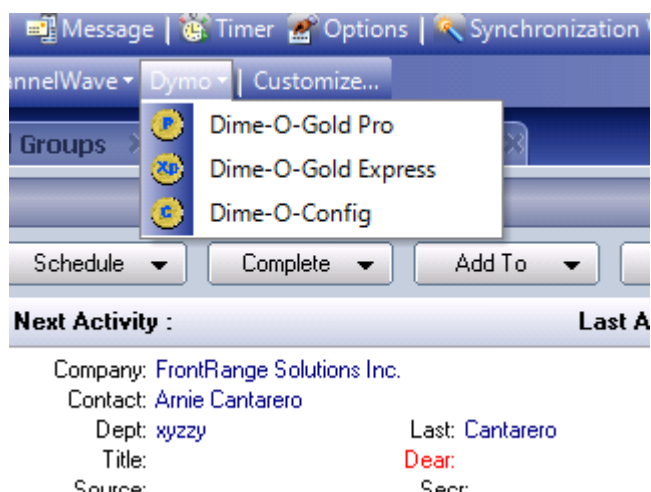 Message | Timer Options | Synchronization
annelWave Dymo | Customize...
Dime-O-Gold Pro
Groups
Dime-O-Gold Express
Dime-O-Config
Schedule Complete Add To
Next Activity : Last A
Company: FrontRange Solutions Inc.
Contact: Arnie Cantarero
Dept: xyzzy Last: Cantarero
Title: Dear:
Source: Secr: